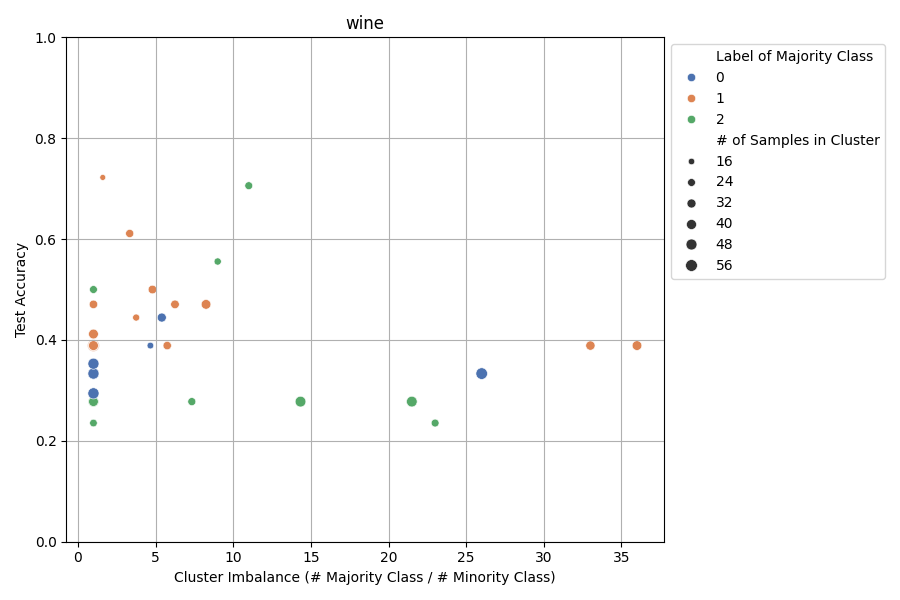 wine
1.0
0.8
0.6
0.4
0.2
0.0
Test Accuracy
0 5 10 15 20 25 30 35
Cluster Imbalance (# Majority Class / # Minority Class)
Label of Majority Class
0
1
2
# of Samples in Cluster
16
24
32
40
48
56